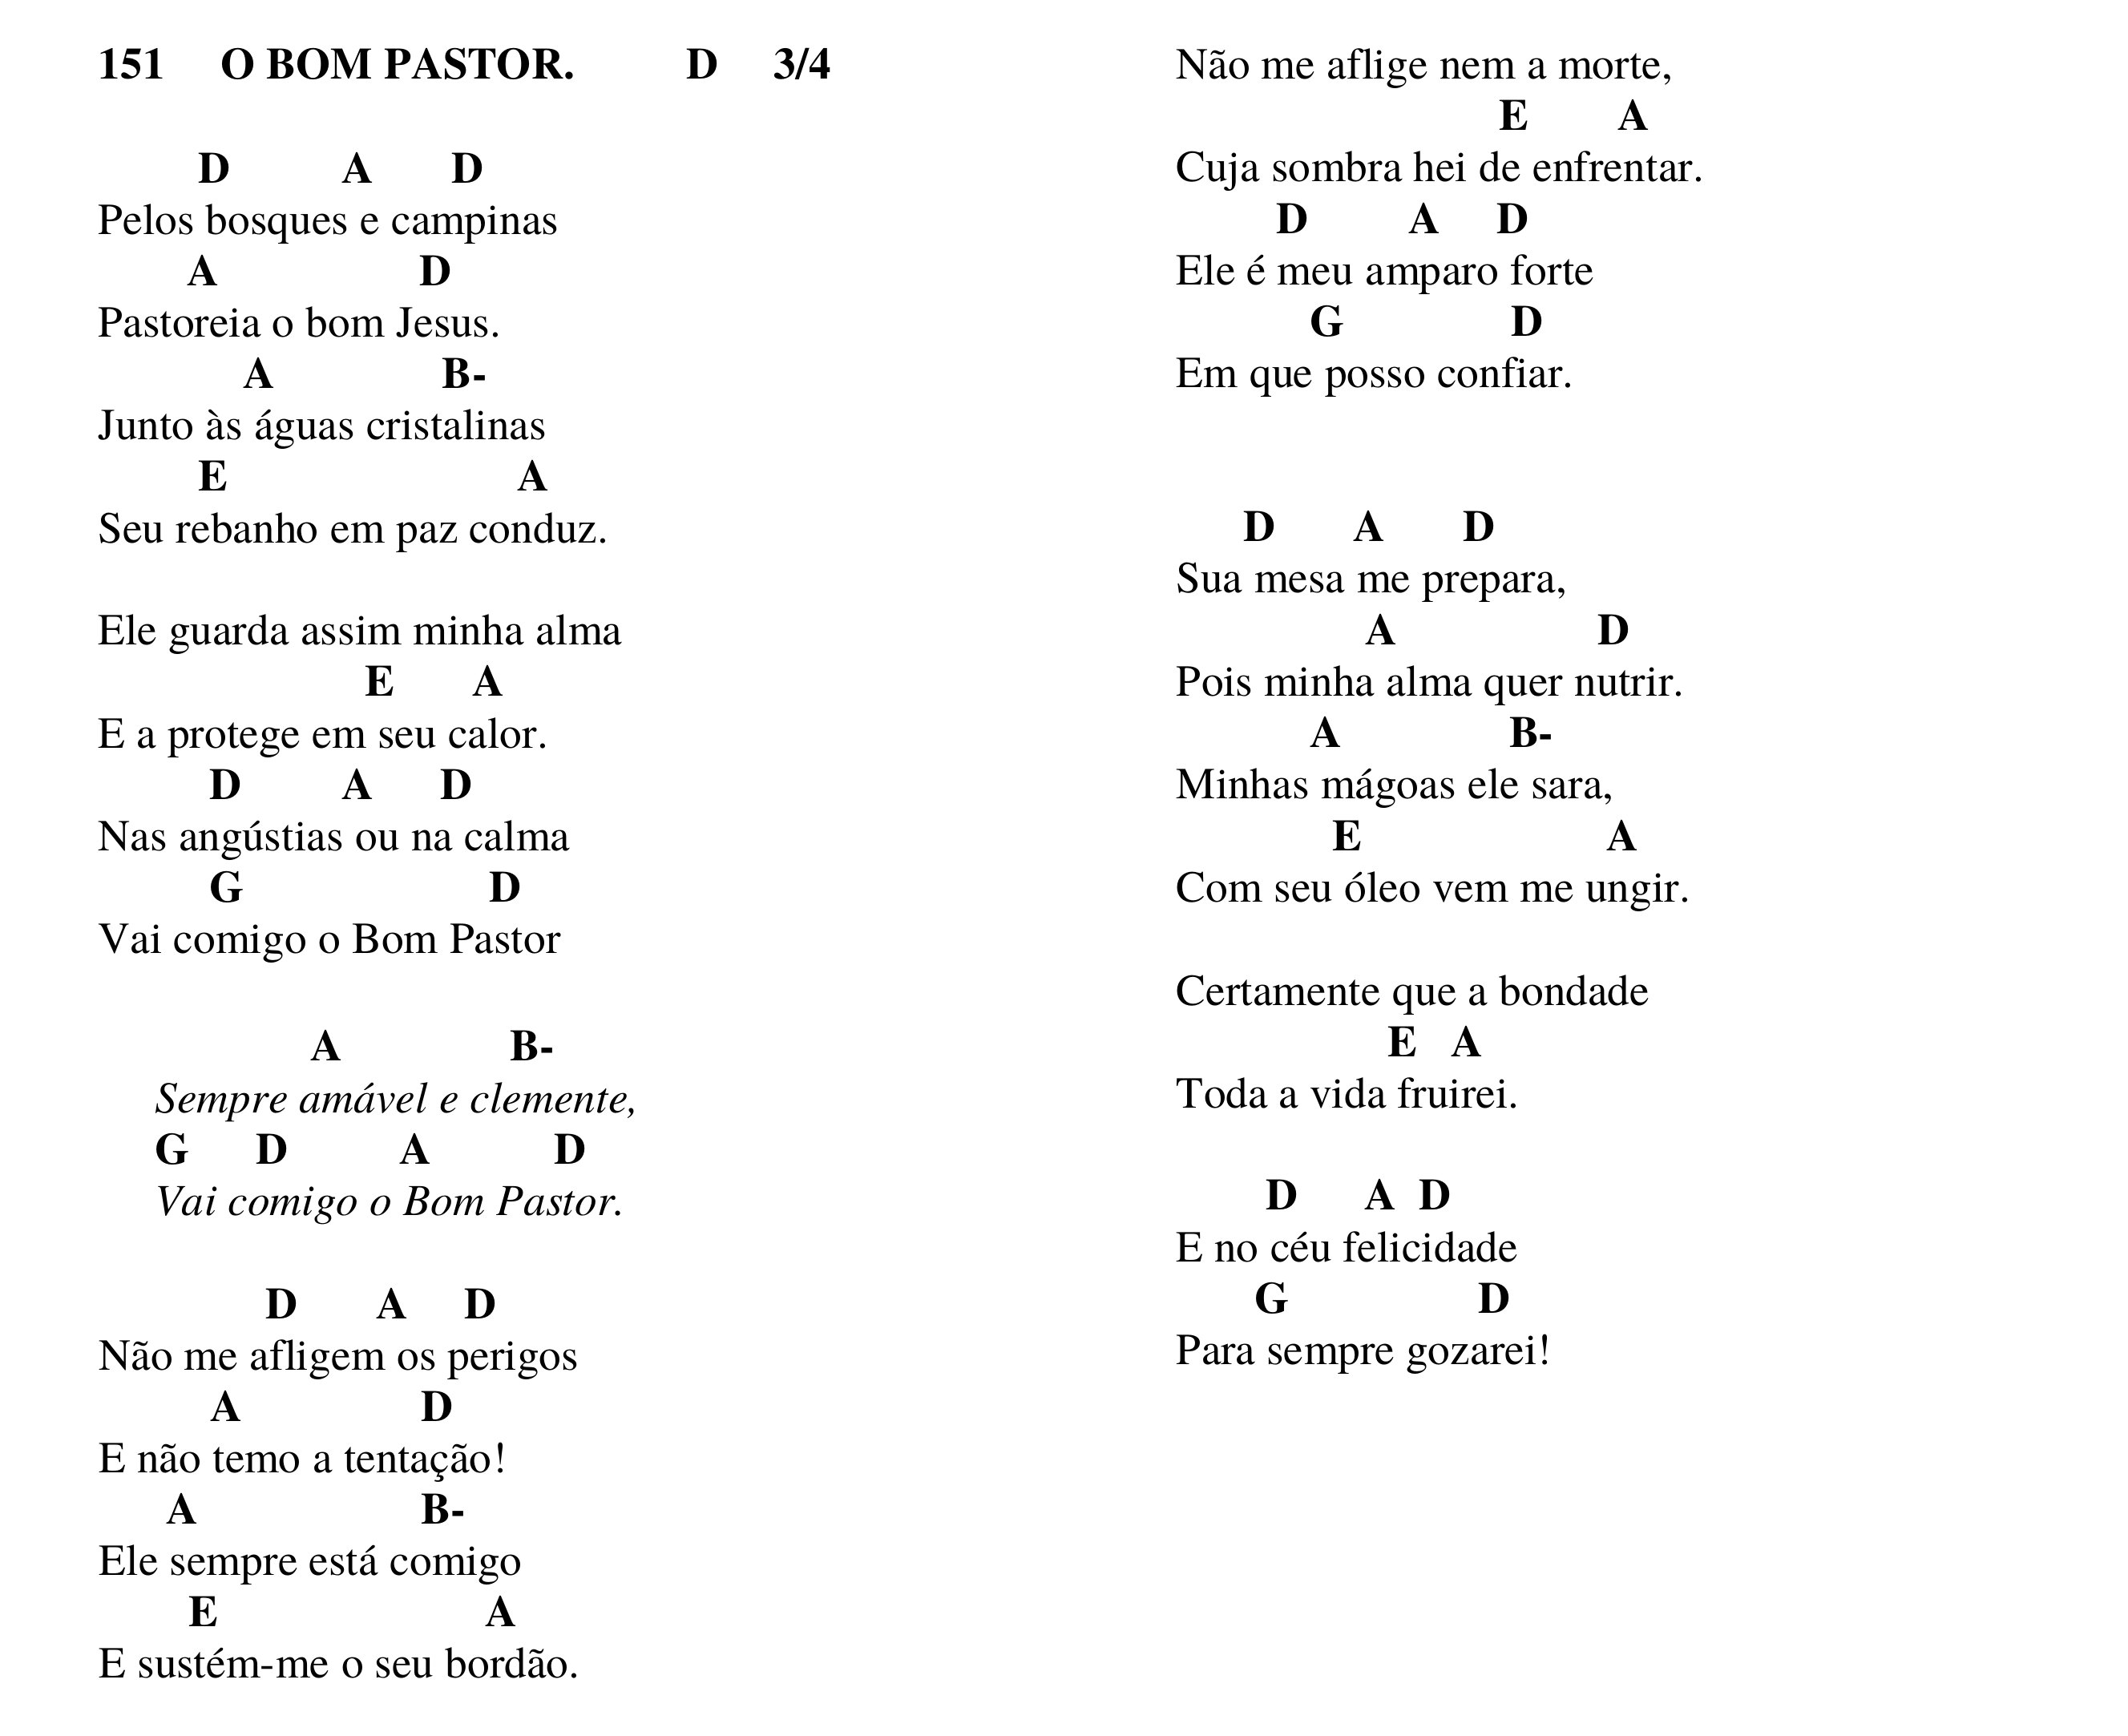 151 O BOM PASTOR. D 3/4
D A D
Pelos bosques e campinas
A D
Pastoreia o bom Jesus.
A B-
Junto às águas cristalinas
E A
Seu rebanho em paz conduz.
Ele guarda assim minha alma
E A
E a protege em seu calor.
D A D
Nas angústias ou na calma
G D
Vai comigo o Bom Pastor
A B-
Sempre amável e clemente,
G D A D
Vai comigo o Bom Pastor.
D A D
Não me afligem os perigos
A D
E não temo a tentação!
A B-
Ele sempre está comigo
E A
E sustém-me o seu bordão.
Não me aflige nem a morte,
E A
Cuja sombra hei de enfrentar.
D A D
Ele é meu amparo forte
G D
Em que posso confiar.
D A D
Sua mesa me prepara,
A D
Pois minha alma quer nutrir.
A B-
Minhas mágoas ele sara,
E A
Com seu óleo vem me ungir.
Certamente que a bondade
E A
Toda a vida fruirei.
D A D
E no céu felicidade
G D
Para sempre gozarei!